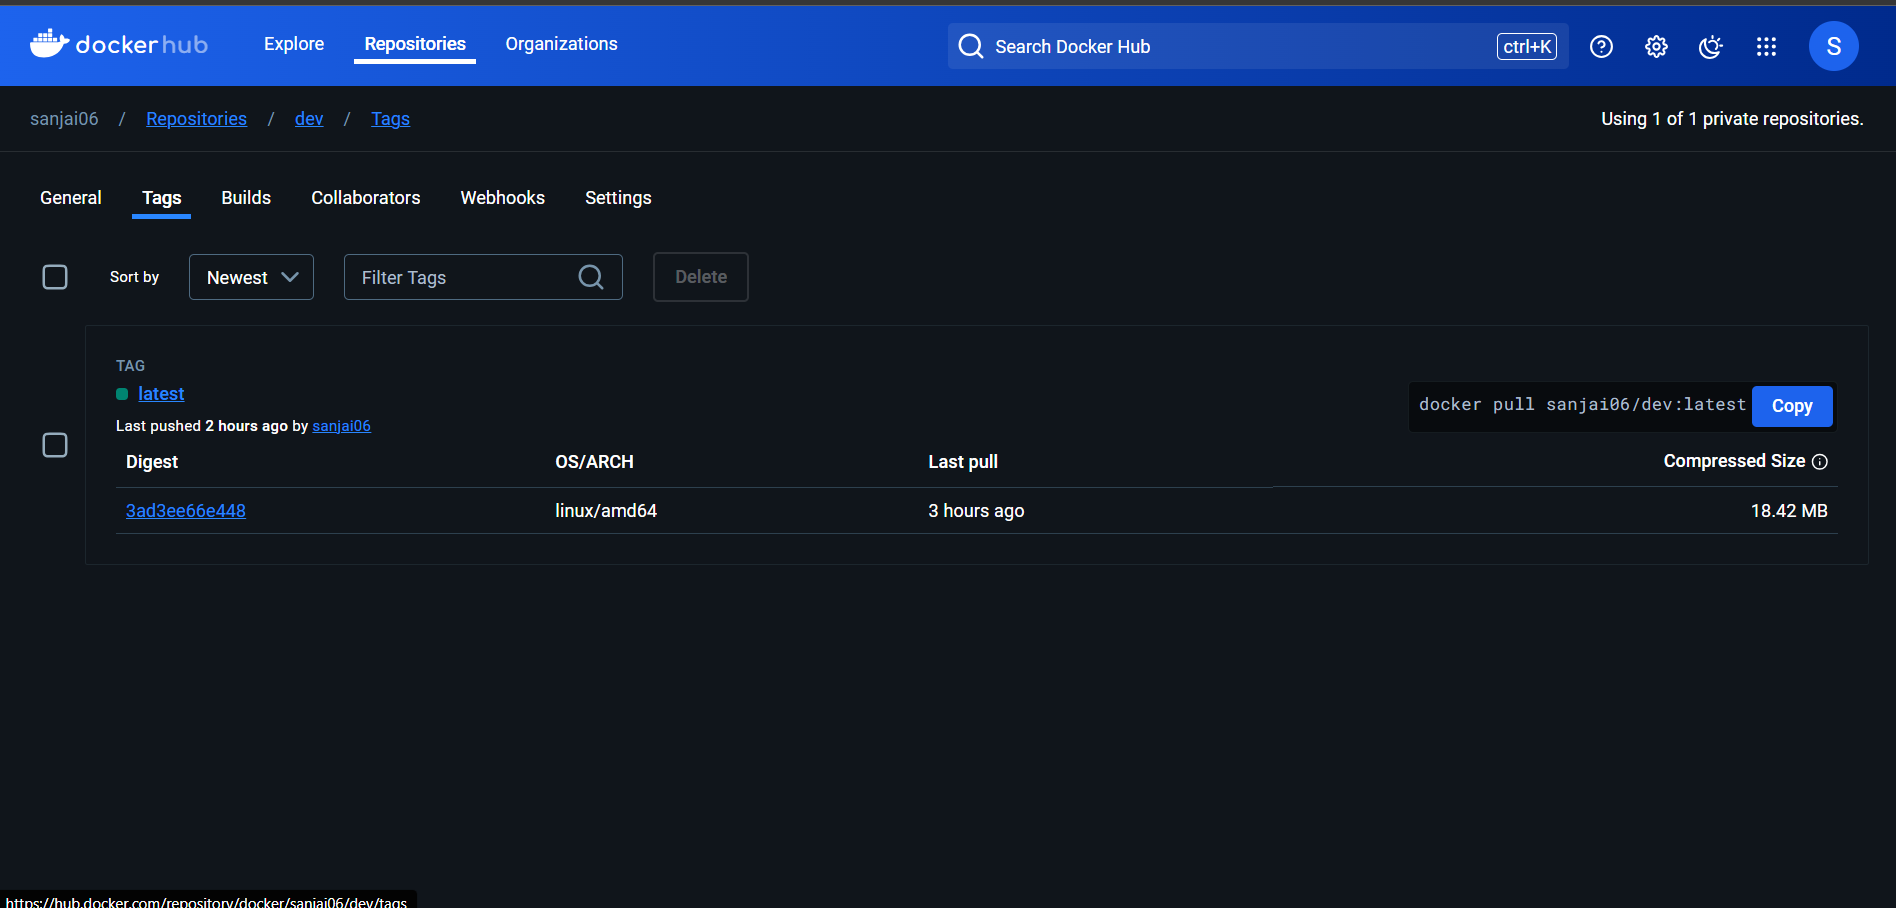 dockerhub Explore Repositories Organizations Search Docker Hub ctrl+K S
sanjai06 / Repositories / dev / Tags Using 1 of 1 private repositories.
General Tags Builds Collaborators Webhooks Settings
Sort by Newest Filter Tags Delete
TAG
latest
docker pull sanjai06/dev:latest Copy
Last pushed 2 hours ago by sanjai06
Digest OS/ARCH Last pull Compressed Size
3ad3ee66e448 linux/amd64 3 hours ago 18.42 MB
https://hub.docker.com/repository/docker/sanjai06/dev/tags